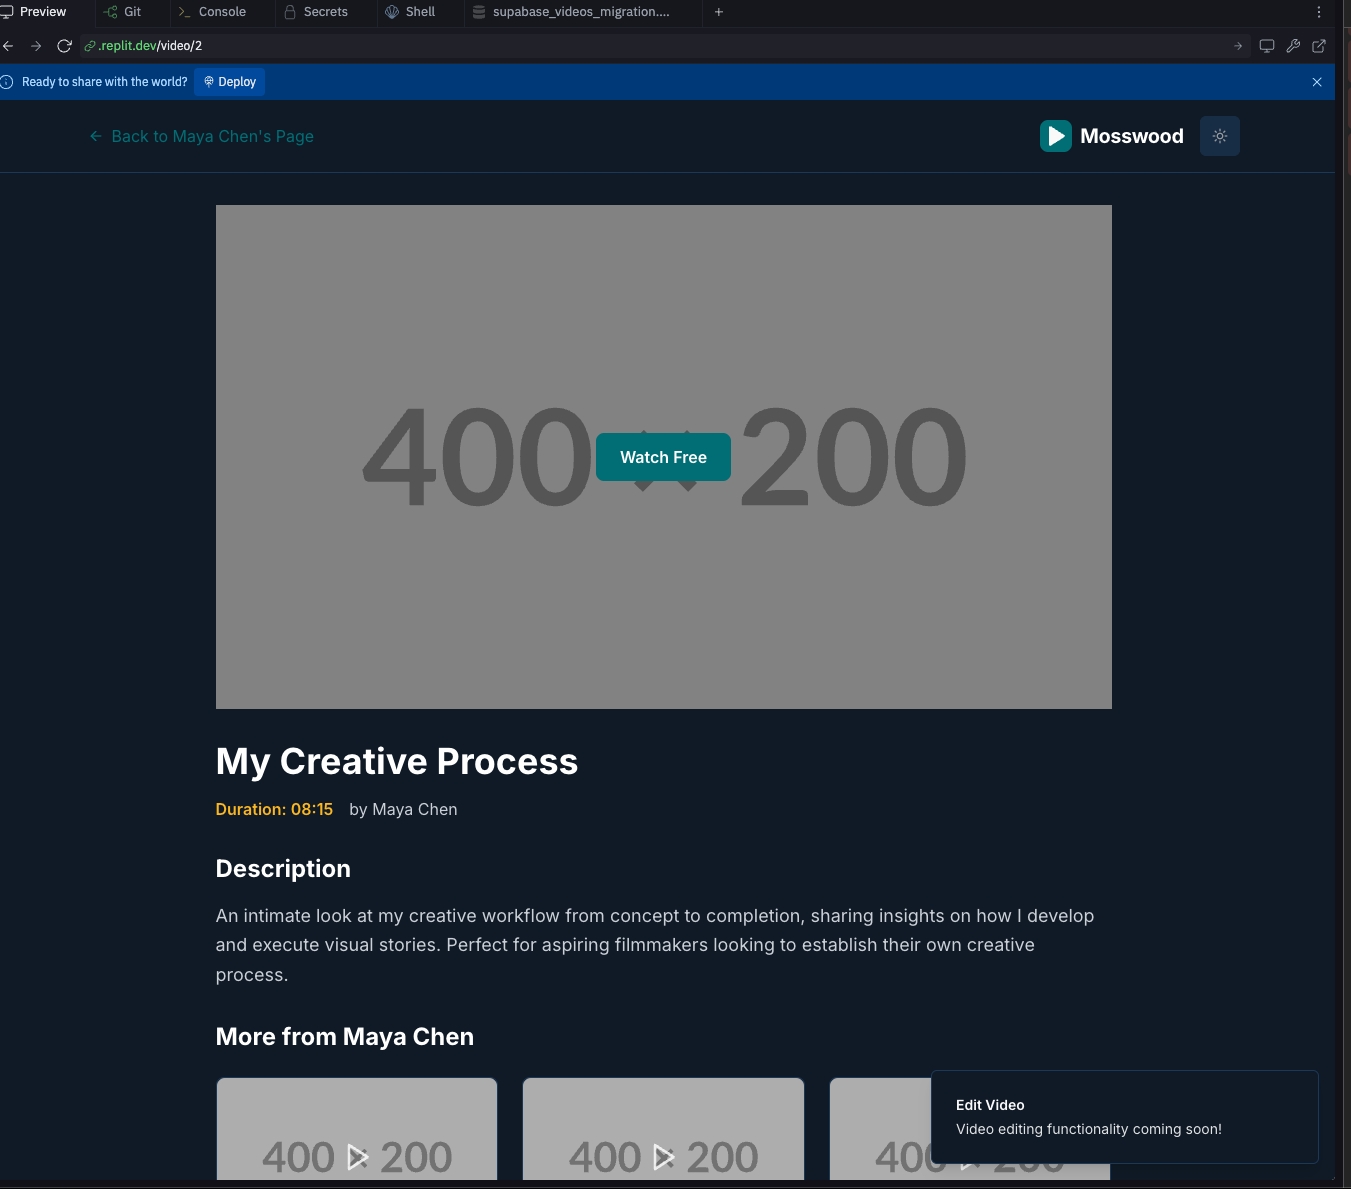 Preview Git Console Secrets Shell supabase_videos_migration....
.replit.dev/video/2
Ready to share with the world? Deploy
Back to Maya Chen's Page Mosswood
400 × 200
Watch Free
My Creative Process
Duration: 08:15 by Maya Chen
Description
An intimate look at my creative workflow from concept to completion, sharing insights on how I develop
and execute visual stories. Perfect for aspiring filmmakers looking to establish their own creative
process.
More from Maya Chen
400 × 200 400 × 200 400 × 200
Edit Video
Video editing functionality coming soon!